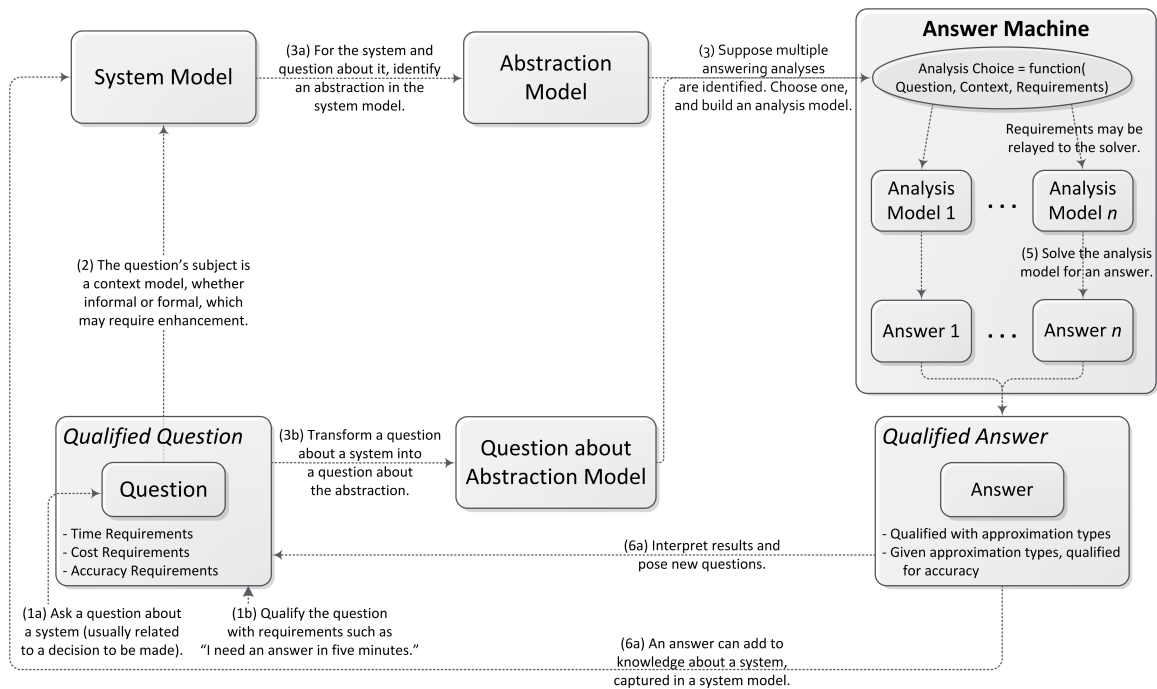 System Model
(3a) For the system and
question about it, identify
an abstraction in the
system model.
Abstraction
Model
(3) Suppose multiple
answering analyses
are identified. Choose one,
and build an analysis model.
Answer Machine
Analysis Choice = function(
Question, Context, Requirements)
Requirements may be
relayed to the solver.
Analysis
Model 1
. . .
Analysis
Model n
(5) Solve the analysis
model for an answer.
Answer 1
. . .
Answer n
(2) The question’s subject is
a context model, whether
informal or formal, which
may require enhancement.
Qualified Question
Question
- Time Requirements
- Cost Requirements
- Accuracy Requirements
(3b) Transform a question
about a system into
a question about
the abstraction.
Question about
Abstraction Model
Qualified Answer
Answer
- Qualified with approximation types
- Given approximation types, qualified
for accuracy
(6a) Interpret results and
pose new questions.
(1a) Ask a question about
a system (usually related
to a decision to be made).
(1b) Qualify the question
with requirements such as
“I need an answer in five minutes.”
(6a) An answer can add to
knowledge about a system,
captured in a system model.